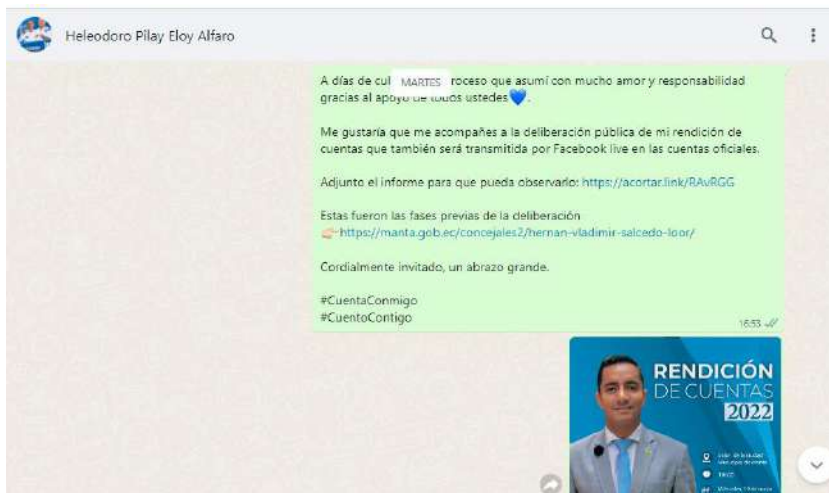 Heleodoro Pilay Eloy Alfaro
MARTES
A días de cul roceso que asumí con mucho amor y responsabilidad
gracias al apoyo de todos ustedes💙.
Me gustaría que me acompañes a la deliberación pública de mi rendición de
cuentas que también será transmitida por Facebook live en las cuentas oficiales.
Adjunto el informe para que pueda observarlo: https://acortar.link/RAvRGG
Estas fueron las fases previas de la deliberación
👉🏻https://manta.gob.ec/concejales2/hernan-vladimir-salcedo-loor/
Cordialmente invitado, un abrazo grande.
#CuentaConmigo
#CuentoContigo
16:53
RENDICIÓN
DE CUENTAS
2022